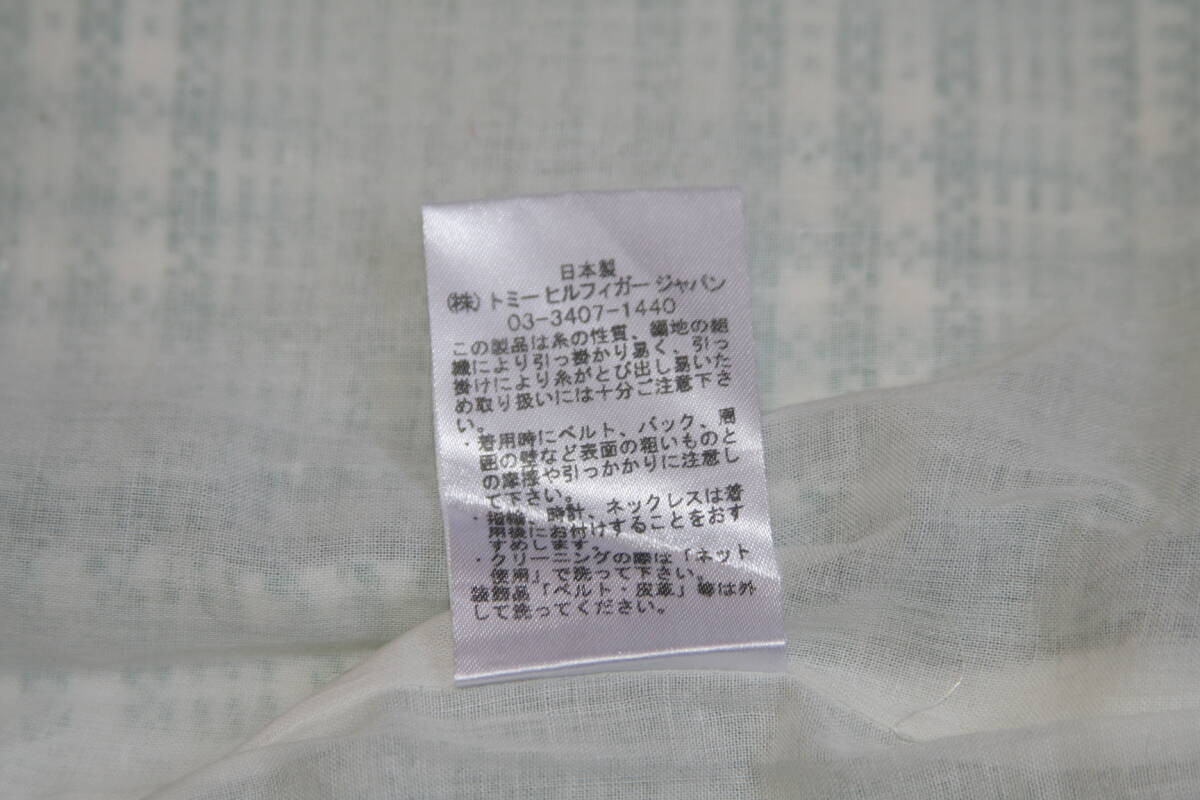 日本製
(株) トミー ヒルフィガー ジャパン
03-3407-1440
この製品は糸の性質、編地の組
織により引っ掛かり易く、引っ
掛けにより糸がとび出し易いた
め取り扱いには十分ご注意下さ
い。
・着用時にベルト、バック、周
囲の壁など表面の粗いものと
の摩擦や引っかかりに注意し
て下さい。
・指輪、時計、ネックレスは着
用後にお付けすることをおす
すめします。
・クリーニングの際は「ネット
使用」で洗って下さい。
装飾品「ベルト・皮革」等は外
して洗ってください。